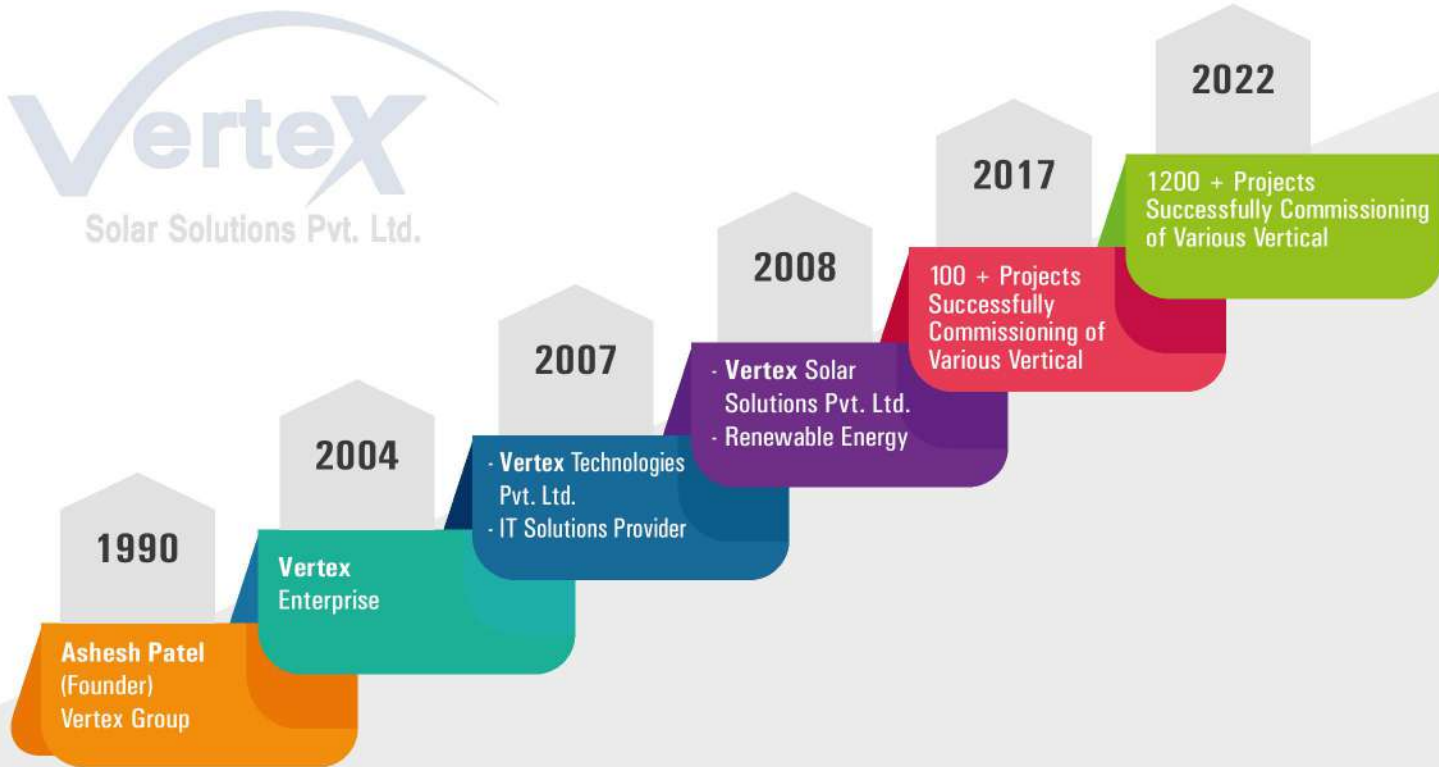 Vertex
Solar Solutions Pvt. Ltd.
2022
1200 + Projects
Successfully Commissioning
of Various Vertical
2017
100 + Projects
Successfully
Commissioning of
Various Vertical
2008
- Vertex Solar
Solutions Pvt. Ltd.
- Renewable Energy
2007
- Vertex Technologies
Pvt. Ltd.
- IT Solutions Provider
2004
Vertex
Enterprise
1990
Ashesh Patel
(Founder)
Vertex Group